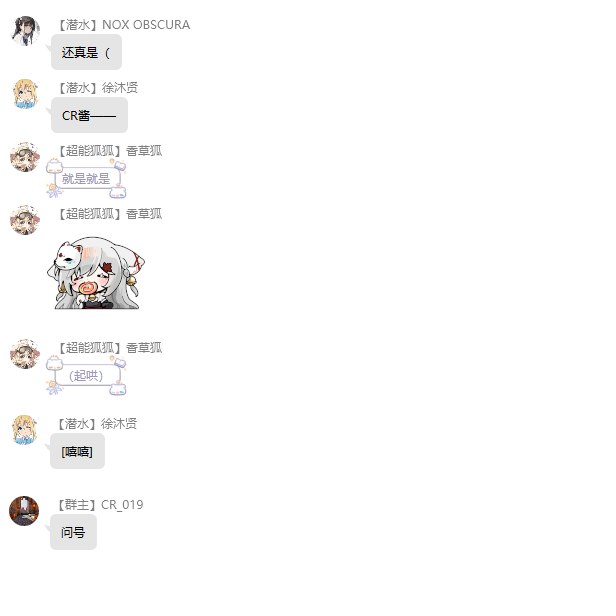 【潜水】NOX OBSCURA
还真是（
【潜水】徐沐贤
CR酱——
【超能狐狐】香草狐
就是就是
【超能狐狐】香草狐
【超能狐狐】香草狐
（起哄）
【潜水】徐沐贤
[嘻嘻]
【群主】CR_019
问号